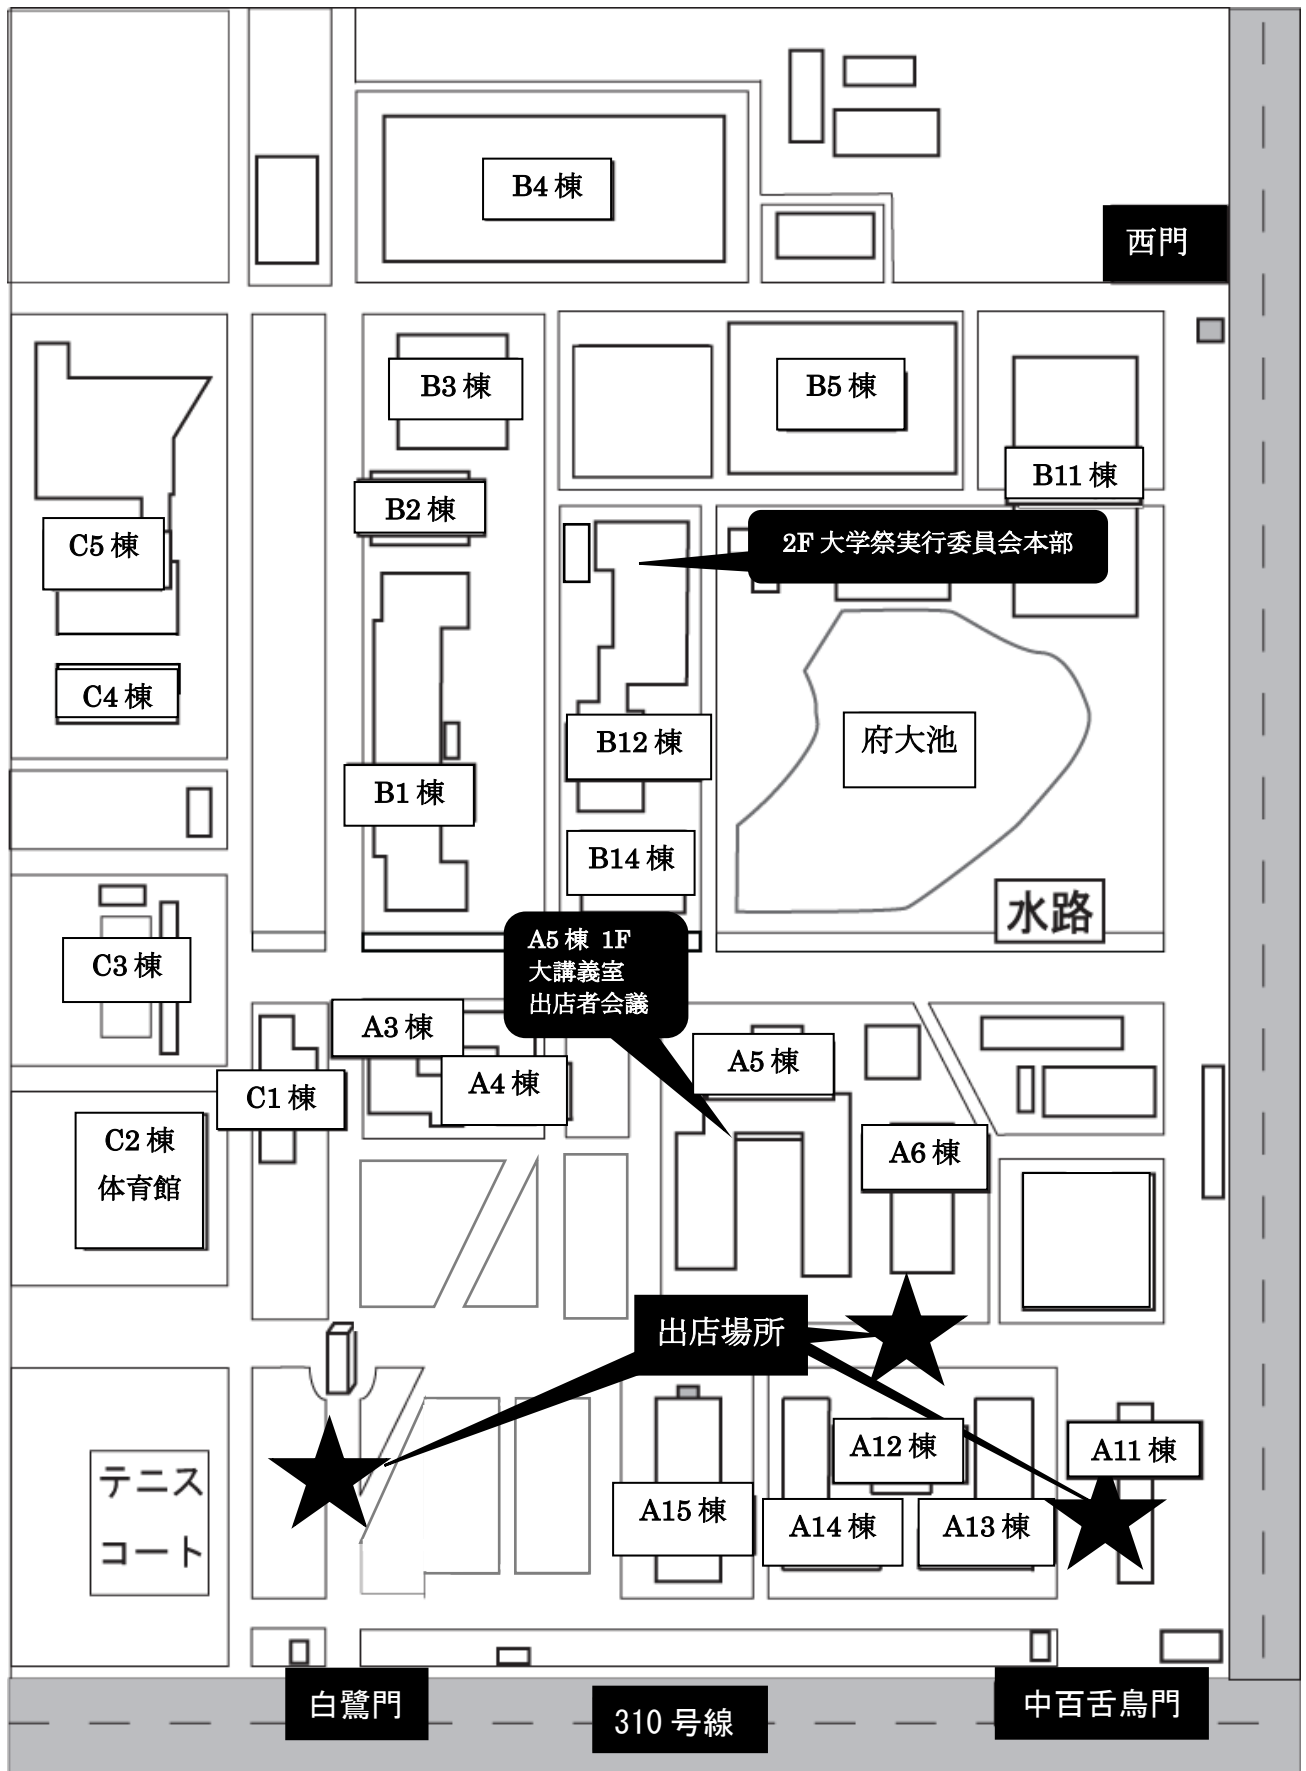 B4棟
西門
B3棟
B5棟
B11棟
B2棟
C5棟
2F 大学祭実行委員会本部
C4棟
B12棟
府大池
B1棟
B14棟
水路
A5棟 1F
大講義室
出店者会議
C3棟
A3棟
A5棟
A4棟
C1棟
C2棟
体育館
A6棟
出店場所
A12棟
A11棟
テニス
コート
A15棟
A14棟
A13棟
白鷺門
310号線
中百舌鳥門